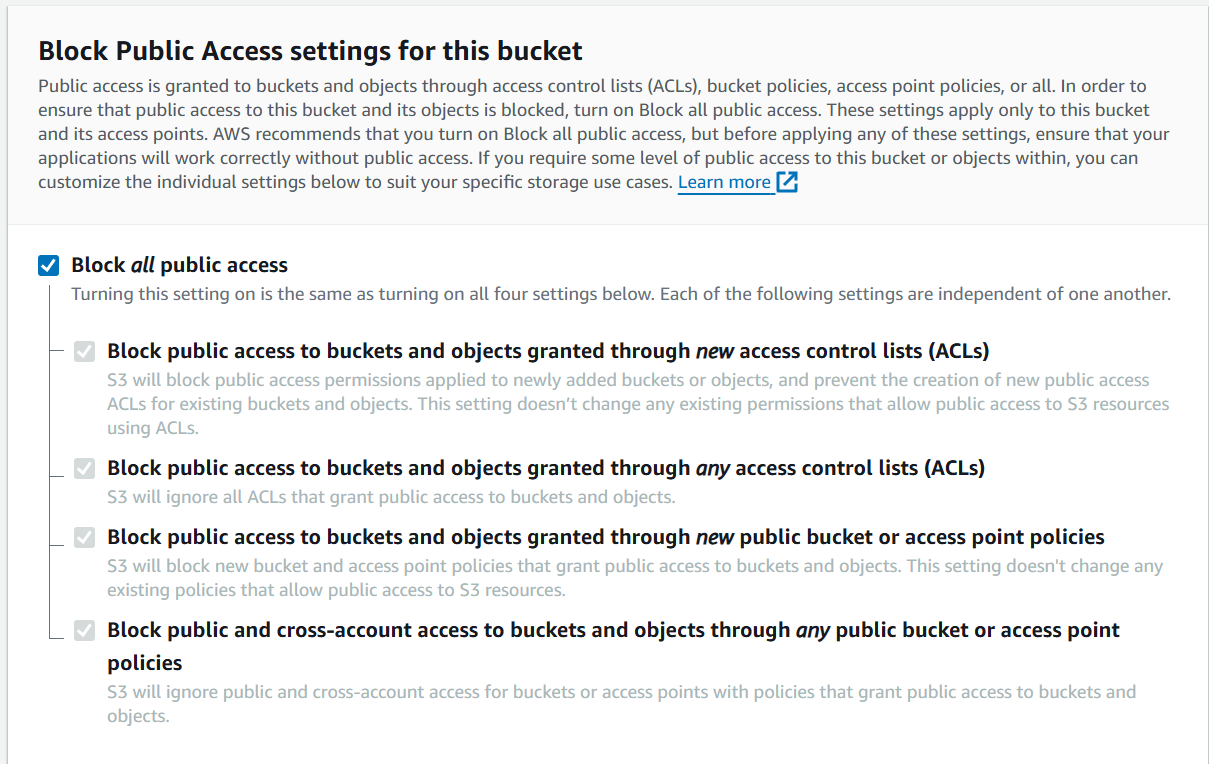 Block Public Access settings for this bucket
Public access is granted to buckets and objects through access control lists (ACLs), bucket policies, access point policies, or all. In order to
ensure that public access to this bucket and its objects is blocked, turn on Block all public access. These settings apply only to this bucket
and its access points. AWS recommends that you turn on Block all public access, but before applying any of these settings, ensure that your
applications will work correctly without public access. If you require some level of public access to this bucket or objects within, you can
customize the individual settings below to suit your specific storage use cases. Learn more
Block all public access
Turning this setting on is the same as turning on all four settings below. Each of the following settings are independent of one another.
Block public access to buckets and objects granted through new access control lists (ACLs)
S3 will block public access permissions applied to newly added buckets or objects, and prevent the creation of new public access
ACLs for existing buckets and objects. This setting doesn’t change any existing permissions that allow public access to S3 resources
using ACLs.
Block public access to buckets and objects granted through any access control lists (ACLs)
S3 will ignore all ACLs that grant public access to buckets and objects.
Block public access to buckets and objects granted through new public bucket or access point policies
S3 will block new bucket and access point policies that grant public access to buckets and objects. This setting doesn't change any
existing policies that allow public access to S3 resources.
Block public and cross-account access to buckets and objects through any public bucket or access point
policies
S3 will ignore public and cross-account access for buckets or access points with policies that grant public access to buckets and
objects.